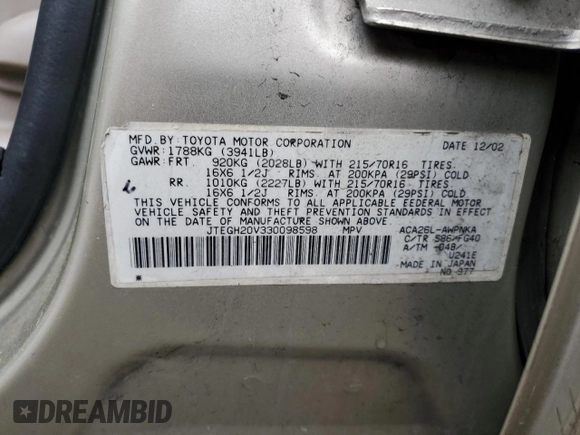 MFD. BY: TOYOTA MOTOR CORPORATION DATE 12/02
GVWR: 1788KG (3941LB)
GAWR: FRT. 920KG (2028LB) WITH 215/70R16 TIRES,
16X6 1/2J RIMS, AT 200KPA (29PSI) COLD
RR. 1010KG (2227LB) WITH 215/70R16 TIRES,
16X6 1/2J RIMS, AT 200KPA (29PSI) COLD
THIS VEHICLE CONFORMS TO ALL APPLICABLE FEDERAL MOTOR
VEHICLE SAFETY AND THEFT PREVENTION STANDARDS IN EFFECT
ON THE DATE OF MANUFACTURE SHOWN ABOVE.
JTEGH20V330098598 MPV
ACA26L-AWPNKA
C/TR 586/FG40
A/TM -04B/
U241E
MADE IN JAPAN
NO 377
DREAMBID